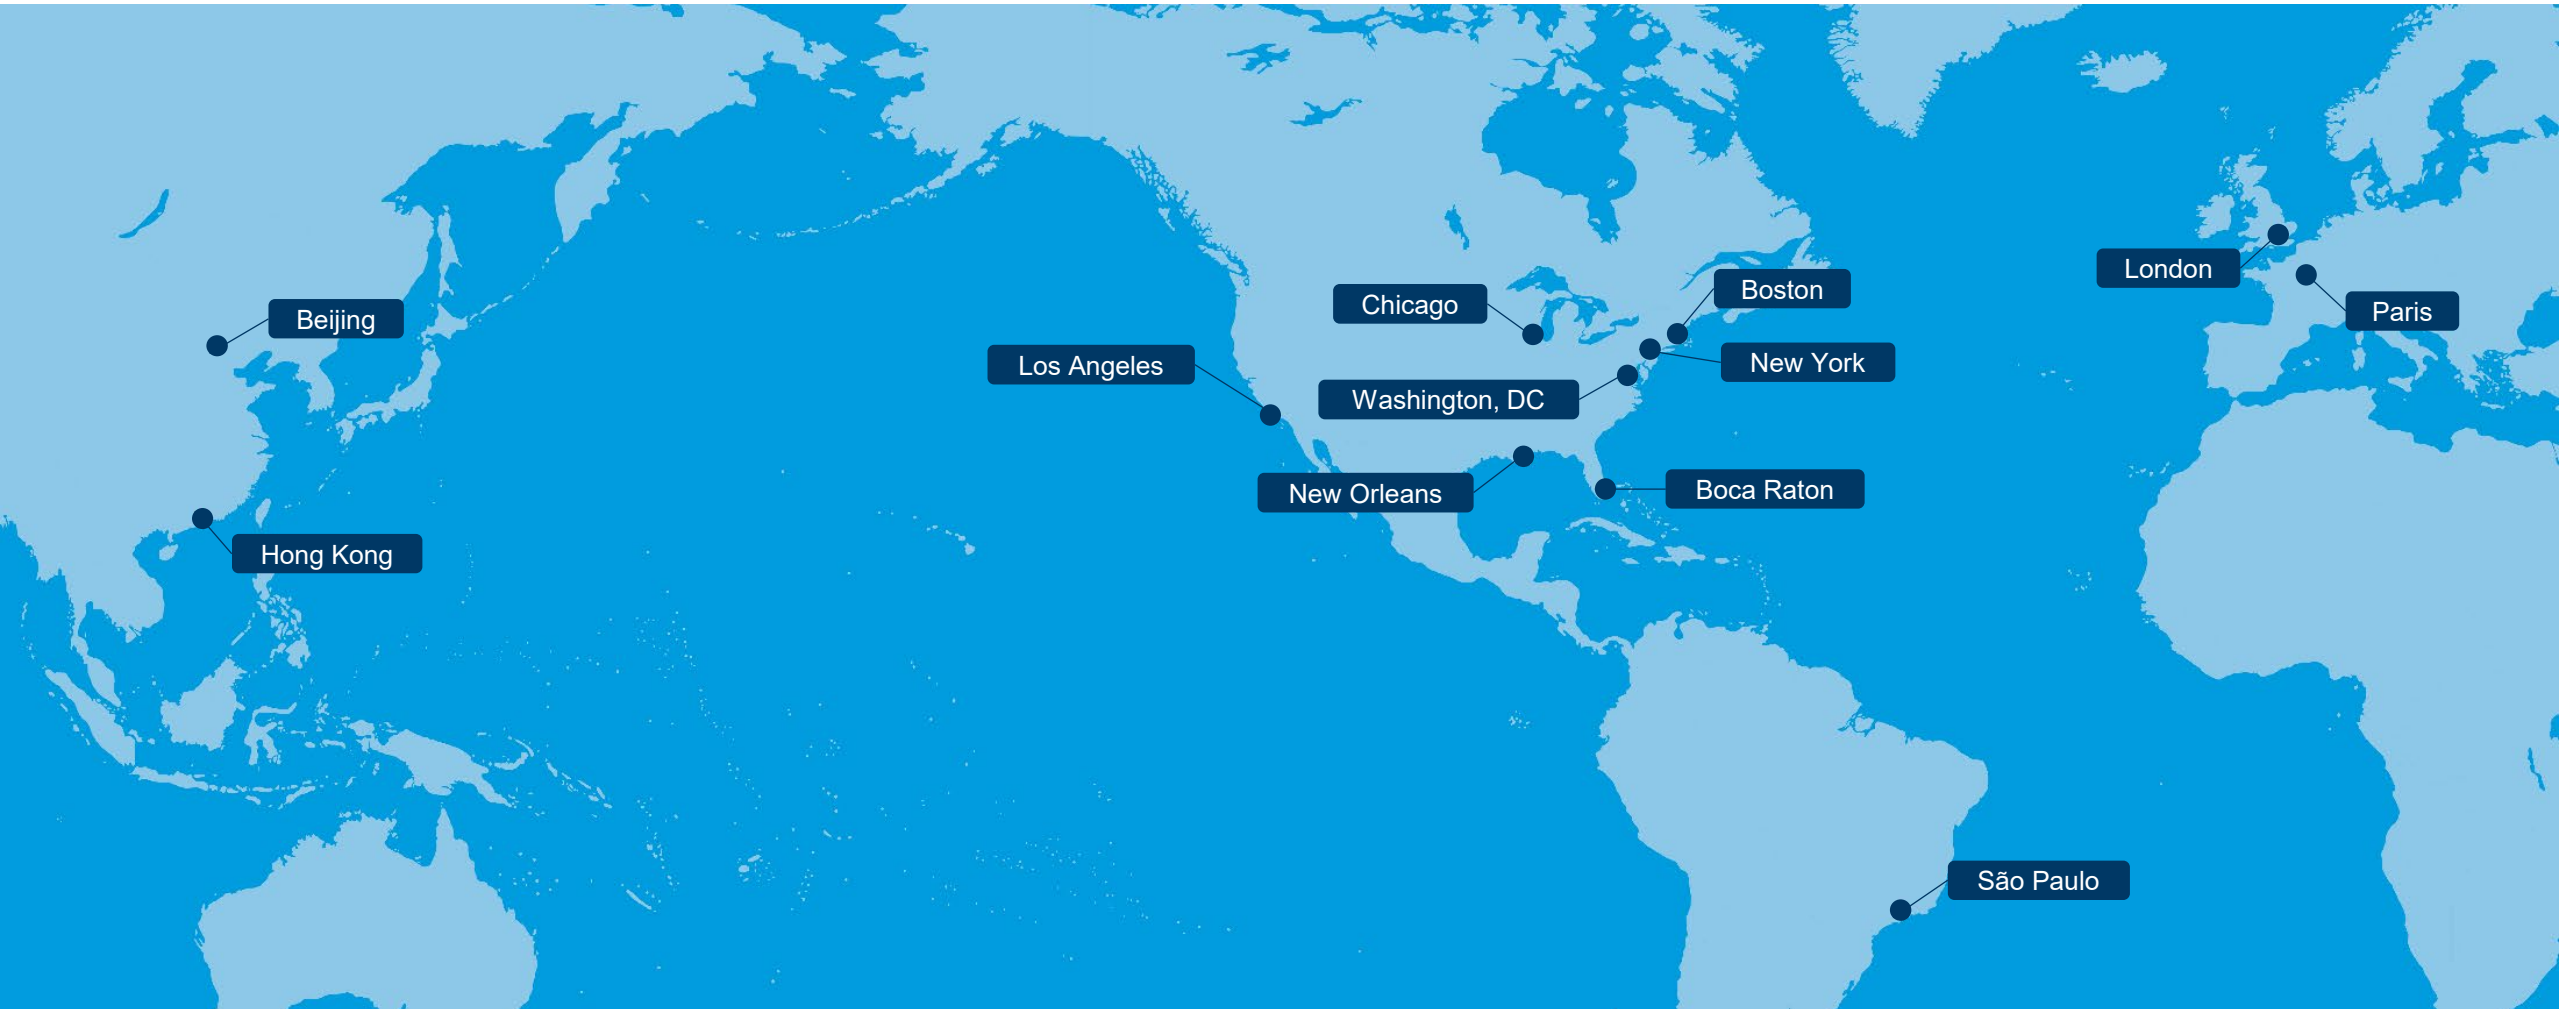 London
Boston
Chicago
Paris
Beijing
New York
Los Angeles
Washington, DC
New Orleans
Boca Raton
Hong Kong
São Paulo